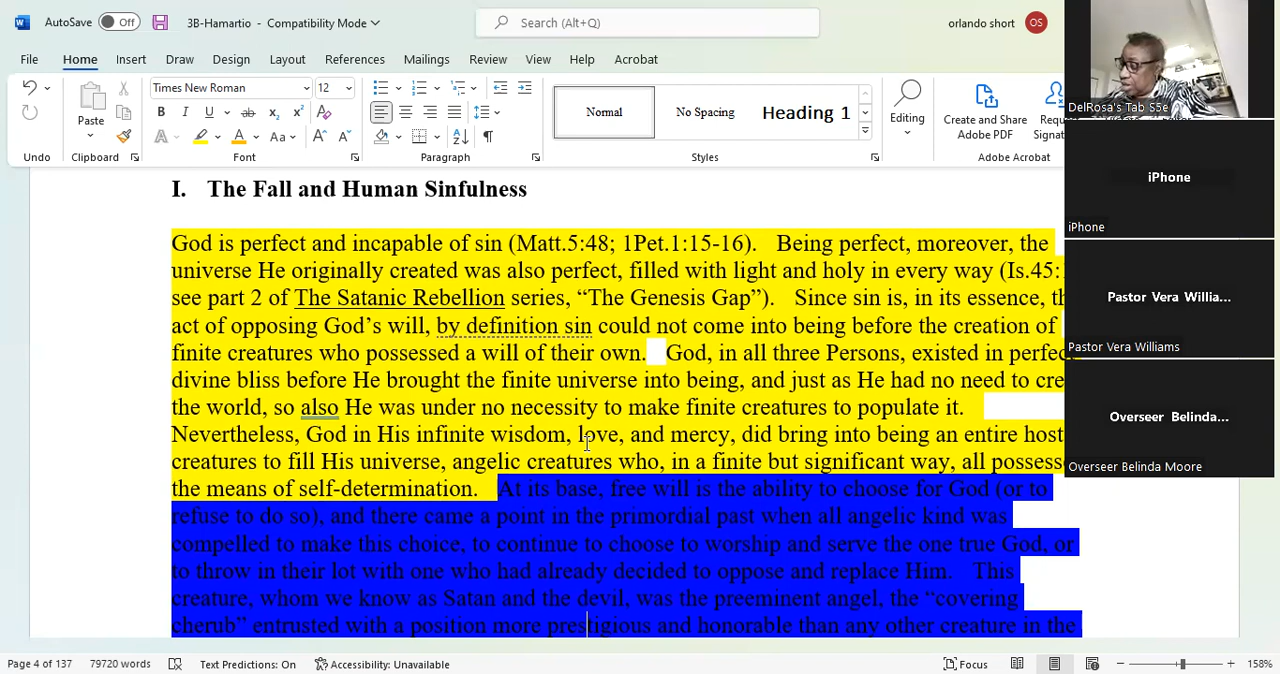 AutoSave Off 3B-Hamartio - Compatibility Mode Search (Alt+Q) orlando short OS
File Home Insert Draw Design Layout References Mailings Review View Help Acrobat
Times New Roman 12
Normal No Spacing Heading 1
Paste Editing Create and Share Adobe PDF
Undo Clipboard Font Paragraph Styles Adobe Acrobat
DelRosa's Tab S5e
iPhone
iPhone
Pastor Vera Willia...
Pastor Vera Williams
Overseer Belinda...
Overseer Belinda Moore
I. The Fall and Human Sinfulness
God is perfect and incapable of sin (Matt.5:48; 1Pet.1:15-16). Being perfect, moreover, the
universe He originally created was also perfect, filled with light and holy in every way (Is.45:
see part 2 of The Satanic Rebellion series, “The Genesis Gap”). Since sin is, in its essence,
act of opposing God’s will, by definition sin could not come into being before the creation of
finite creatures who possessed a will of their own. God, in all three Persons, existed in
divine bliss before He brought the finite universe into being, and just as He had no need to
the world, so also He was under no necessity to make finite creatures to populate it.
Nevertheless, God in His infinite wisdom, love, and mercy, did bring into being an entire host
creatures to fill His universe, angelic creatures who, in a finite but significant way, all
the means of self-determination. At its base, free will is the ability to choose for God (or to
refuse to do so), and there came a point in the primordial past when all angelic kind was
compelled to make this choice, to continue to choose to worship and serve the one true God, or
to throw in their lot with one who had already decided to oppose and replace Him. This
creature, whom we know as Satan and the devil, was the preeminent angel, the “covering
cherub” entrusted with a position more prestigious and honorable than any other creature in the
Page 4 of 137 79720 words Text Predictions: On Accessibility: Unavailable Focus 158%